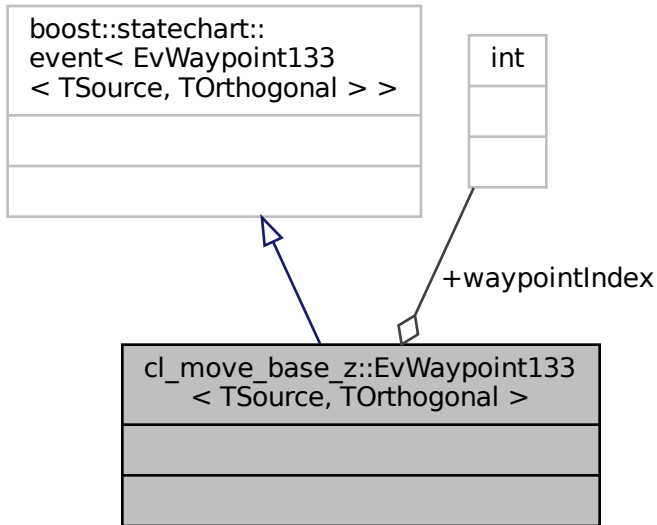 boost::statechart::
event< EvWaypoint133
< TSource, TOrthogonal > >
int
+waypointIndex
cl_move_base_z::EvWaypoint133
< TSource, TOrthogonal >